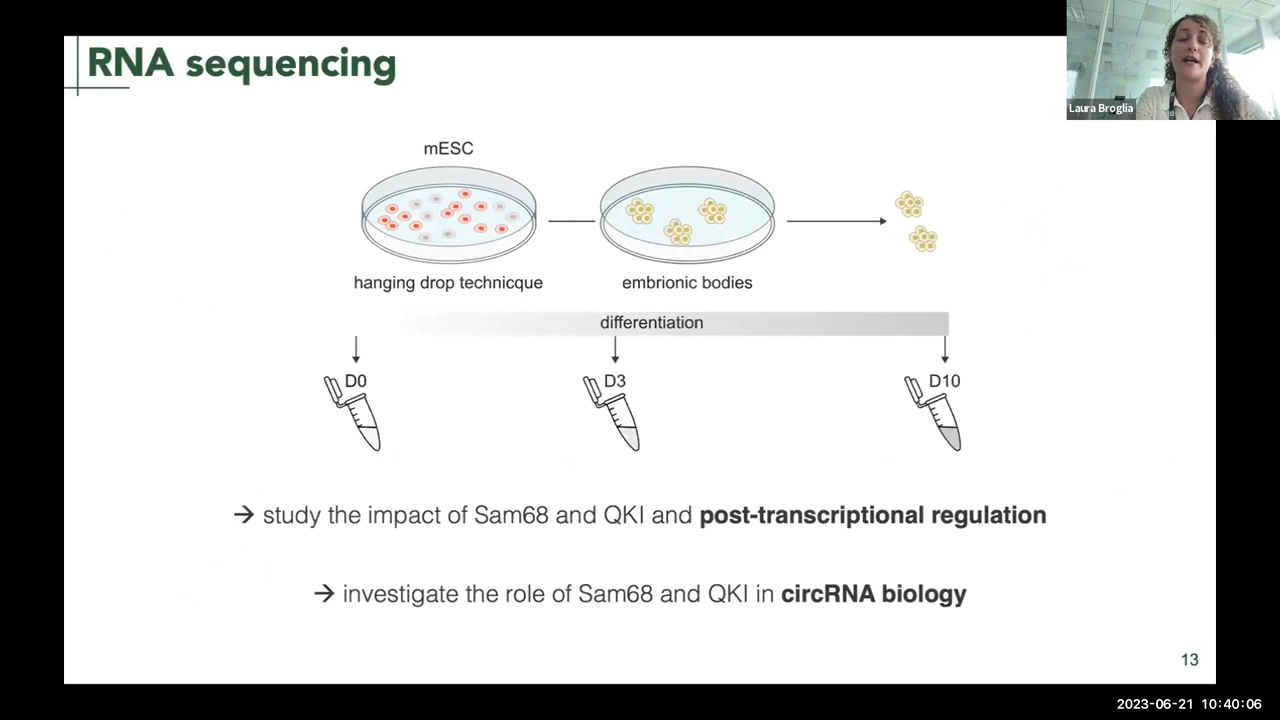 RNA sequencing
Laura Broglia
mESC
hanging drop technicque
embrionic bodies
differentiation
D0
D3
D10
→ study the impact of Sam68 and QKI and post-transcriptional regulation
→ investigate the role of Sam68 and QKI in circRNA biology
13
2023-06-21 10:40:06